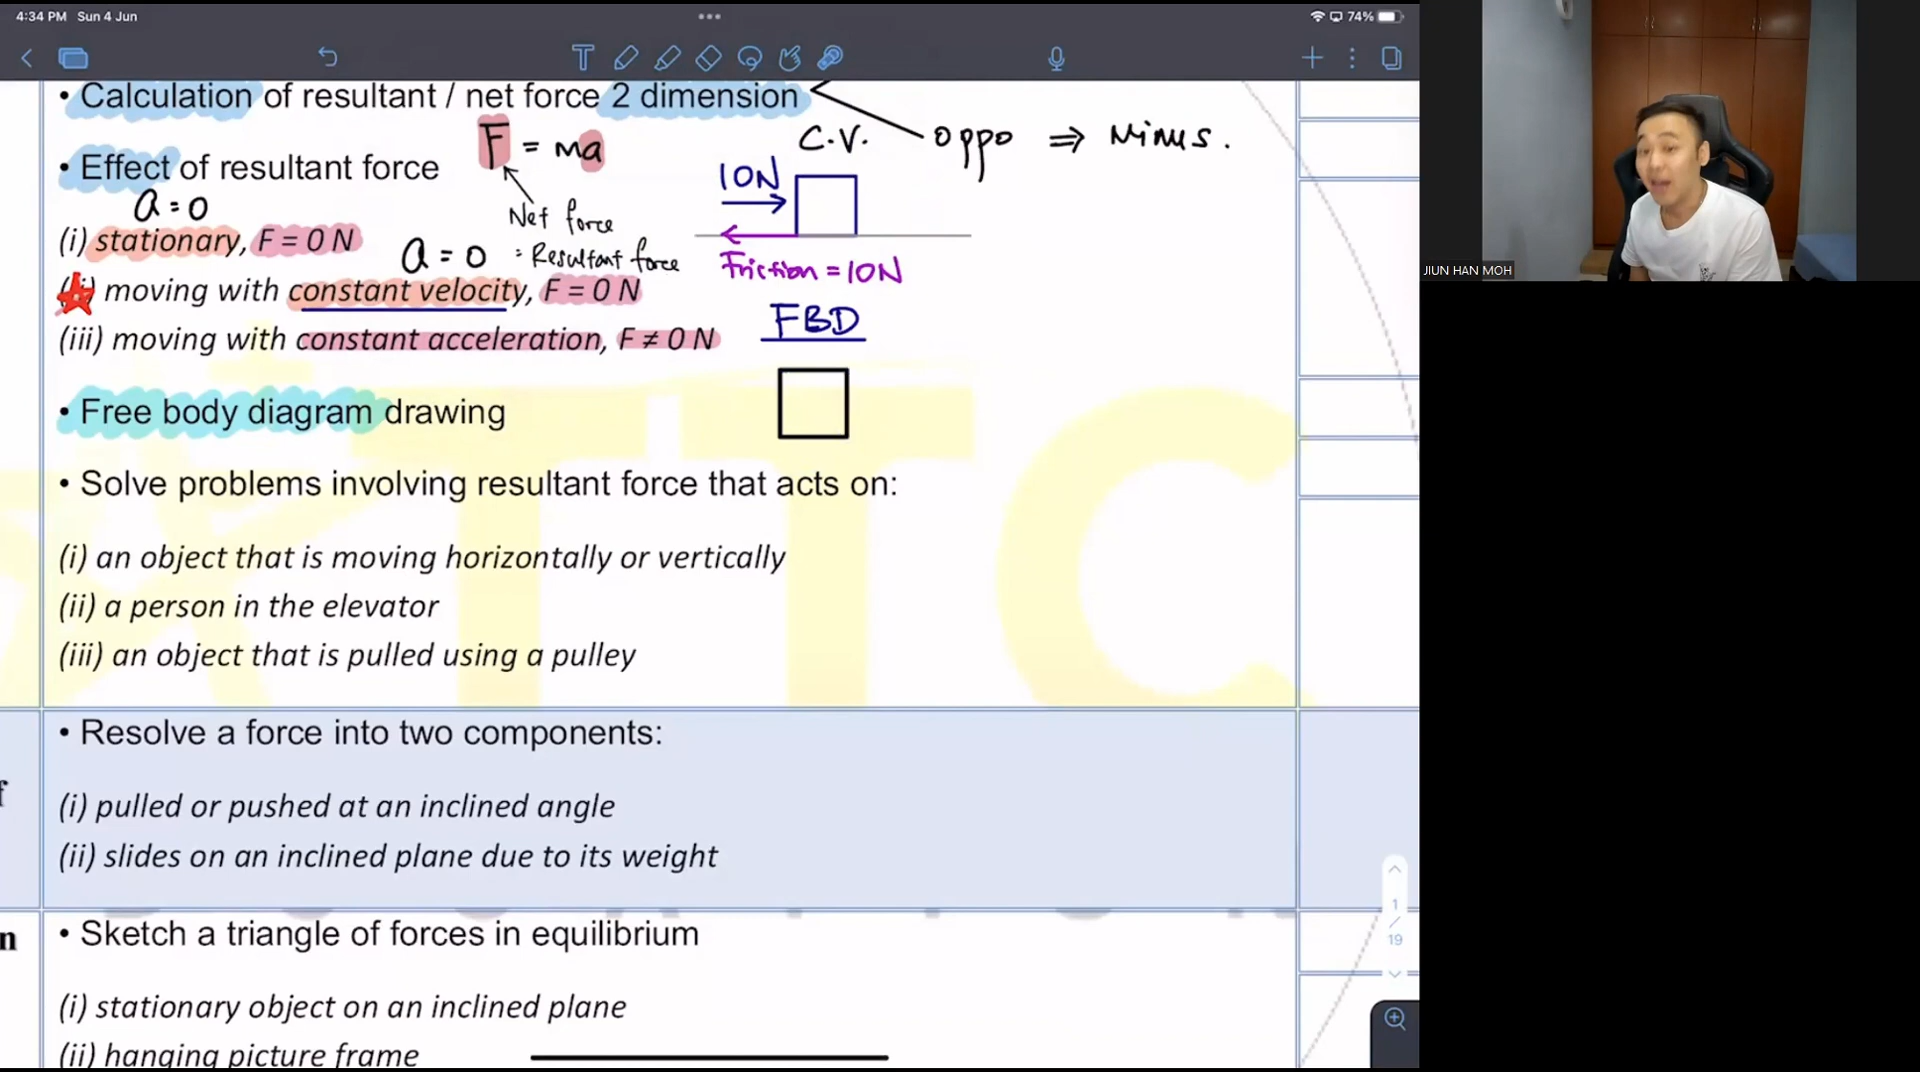 4:34 PM Sun 4 Jun
74%
• Calculation of resultant / net force 2 dimension
F = ma
C.V.
oppo ⇒ Minus.
• Effect of resultant force
10N
a = 0
Net force
(i) stationary, F = 0 N
a = 0
= Resultant force
Friction = 10N
moving with constant velocity, F = 0 N
FBD
(iii) moving with constant acceleration, F ≠ 0 N
• Free body diagram drawing
• Solve problems involving resultant force that acts on:
(i) an object that is moving horizontally or vertically
(ii) a person in the elevator
(iii) an object that is pulled using a pulley
TTC
• Resolve a force into two components:
(i) pulled or pushed at an inclined angle
f
(ii) slides on an inclined plane due to its weight
1
/
19
n
• Sketch a triangle of forces in equilibrium
(i) stationary object on an inclined plane
(ii) hanging picture frame
JIUN HAN MOH